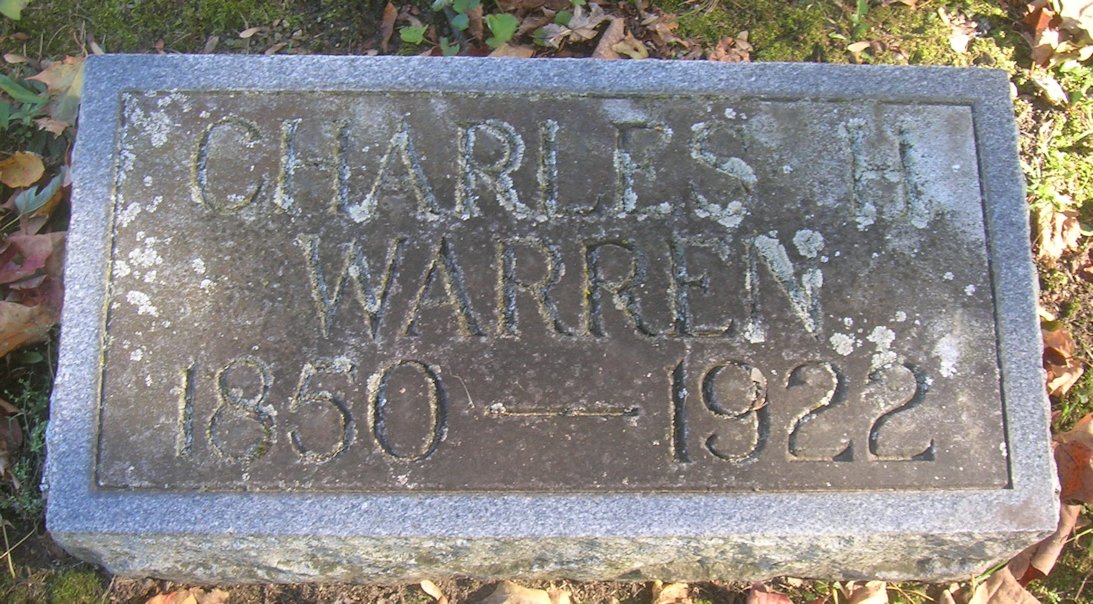 CHARLES H
WARREN
1850 — 1922